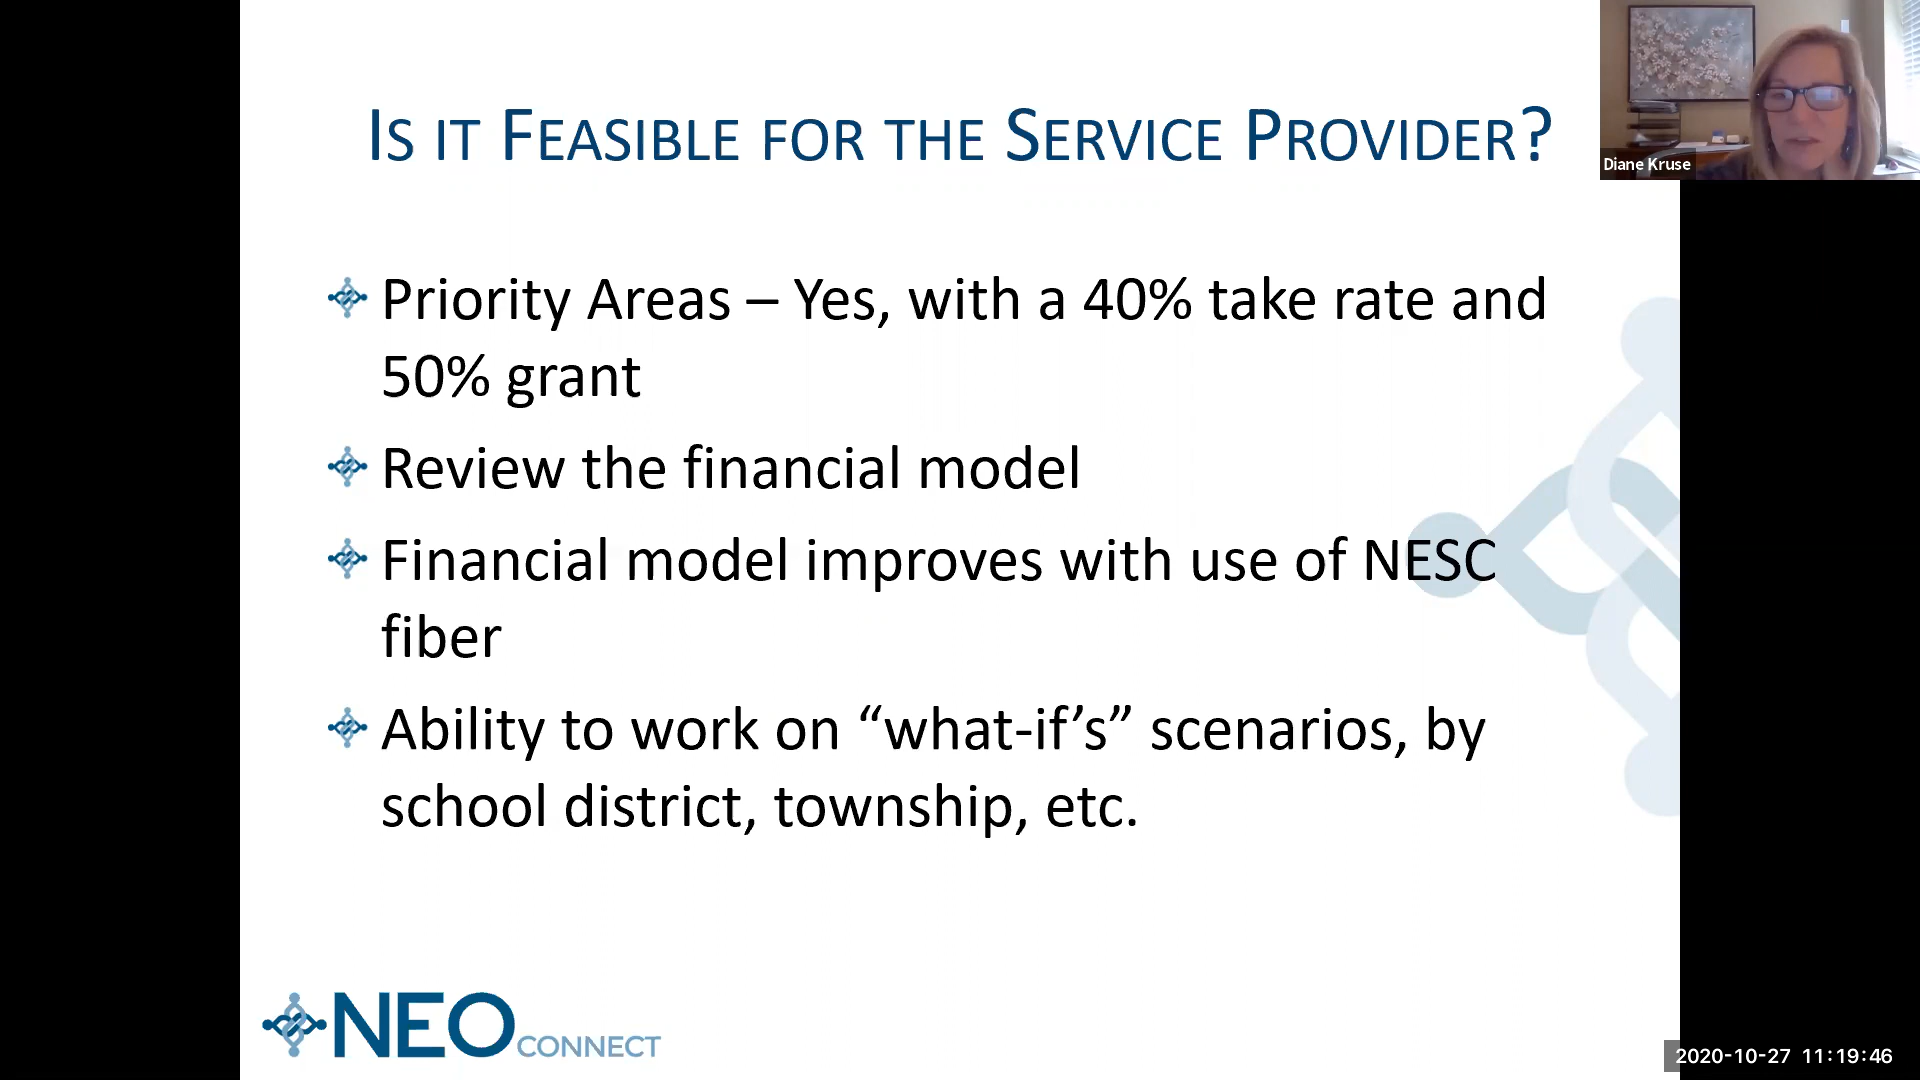 IS IT FEASIBLE FOR THE SERVICE PROVIDER?
Diane Kruse
Priority Areas – Yes, with a 40% take rate and
50% grant
Review the financial model
Financial model improves with use of NESC
fiber
Ability to work on “what-if’s” scenarios, by
school district, township, etc.
NEO CONNECT
2020-10-27 11:19:46